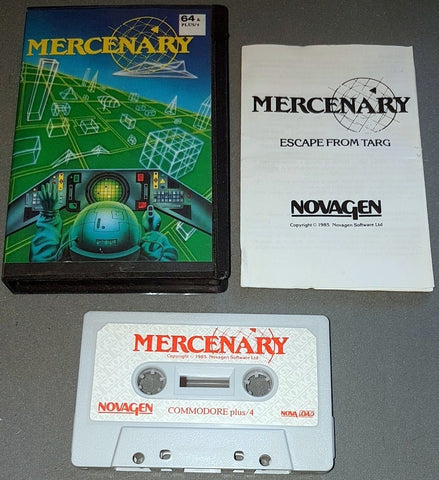 64 &
PLUS/4
MERCENARY
MERCENARY
ESCAPE FROM TARG
NOVAGEN
Copyright © 1985 Novagen Software Ltd
MERCENARY
Copyright © 1985 Novagen Software Ltd
NOVAGEN
COMMODORE plus/4
NOVALOAD